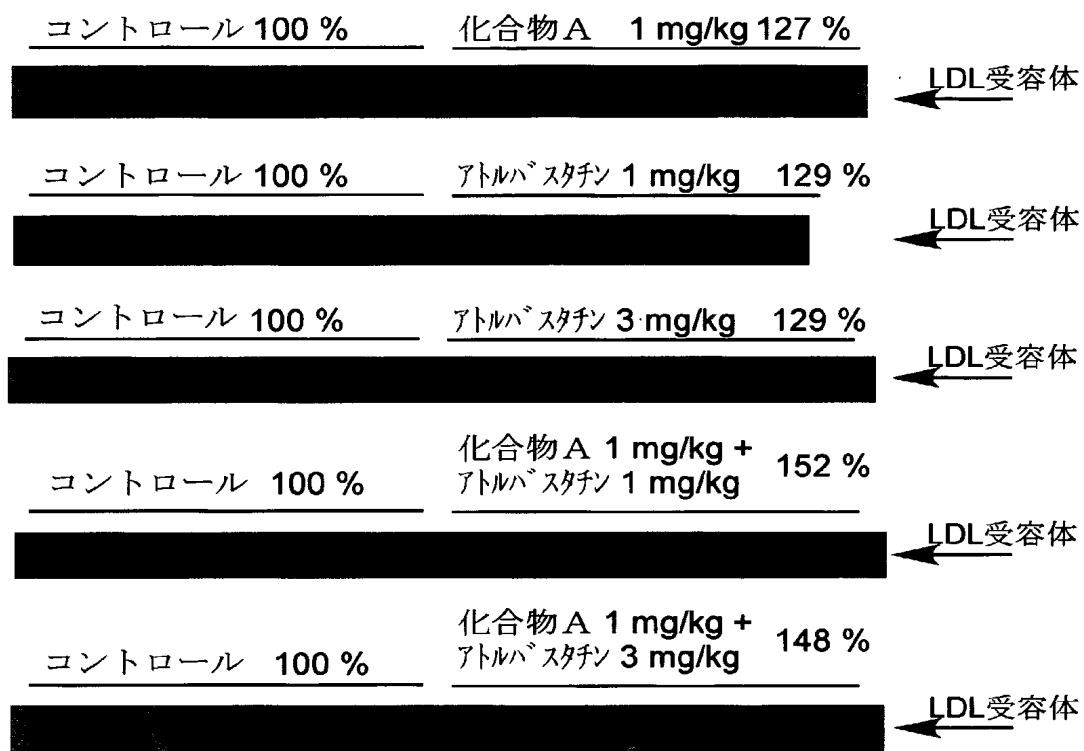 コントロール 100 % 化合物A 1 mg/kg 127 %
LDL受容体
コントロール 100 % ｱﾄﾙﾊﾞｽﾀﾁﾝ 1 mg/kg 129 %
LDL受容体
コントロール 100 % ｱﾄﾙﾊﾞｽﾀﾁﾝ 3 mg/kg 129 %
LDL受容体
化合物A 1 mg/kg +
コントロール 100 % ｱﾄﾙﾊﾞｽﾀﾁﾝ 1 mg/kg 152 %
LDL受容体
化合物A 1 mg/kg +
コントロール 100 % ｱﾄﾙﾊﾞｽﾀﾁﾝ 3 mg/kg 148 %
LDL受容体